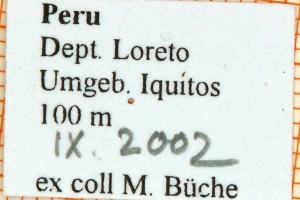 Peru
Dept. Loreto
Umgeb. Iquitos
100 m
IX. 2002
ex coll M. Büche